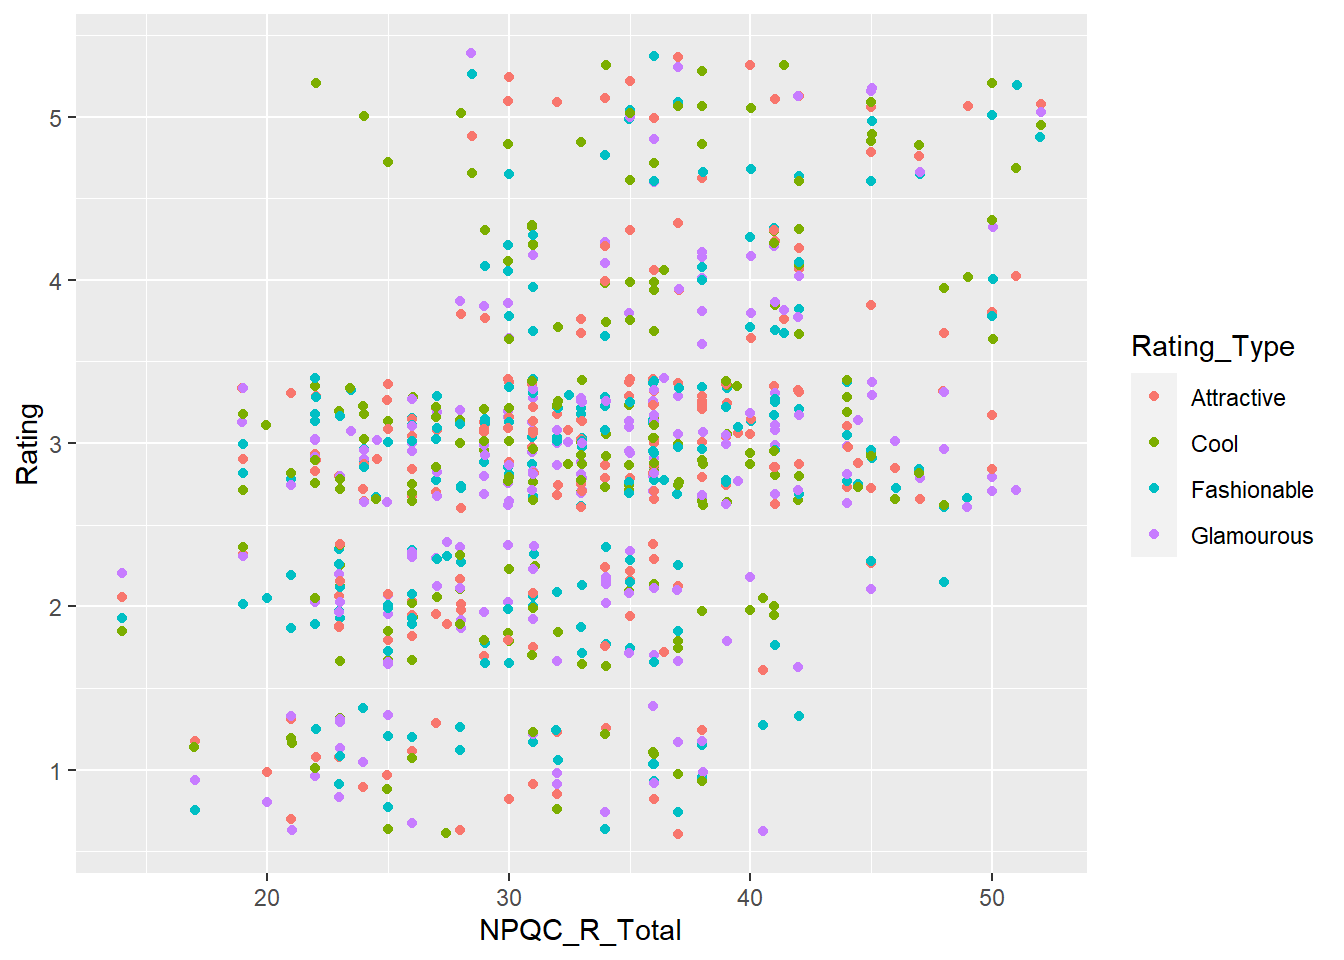 5
4
3
2
1
Rating
20 30 40 50
NPQC_R_Total
Rating_Type
Attractive
Cool
Fashionable
Glamourous